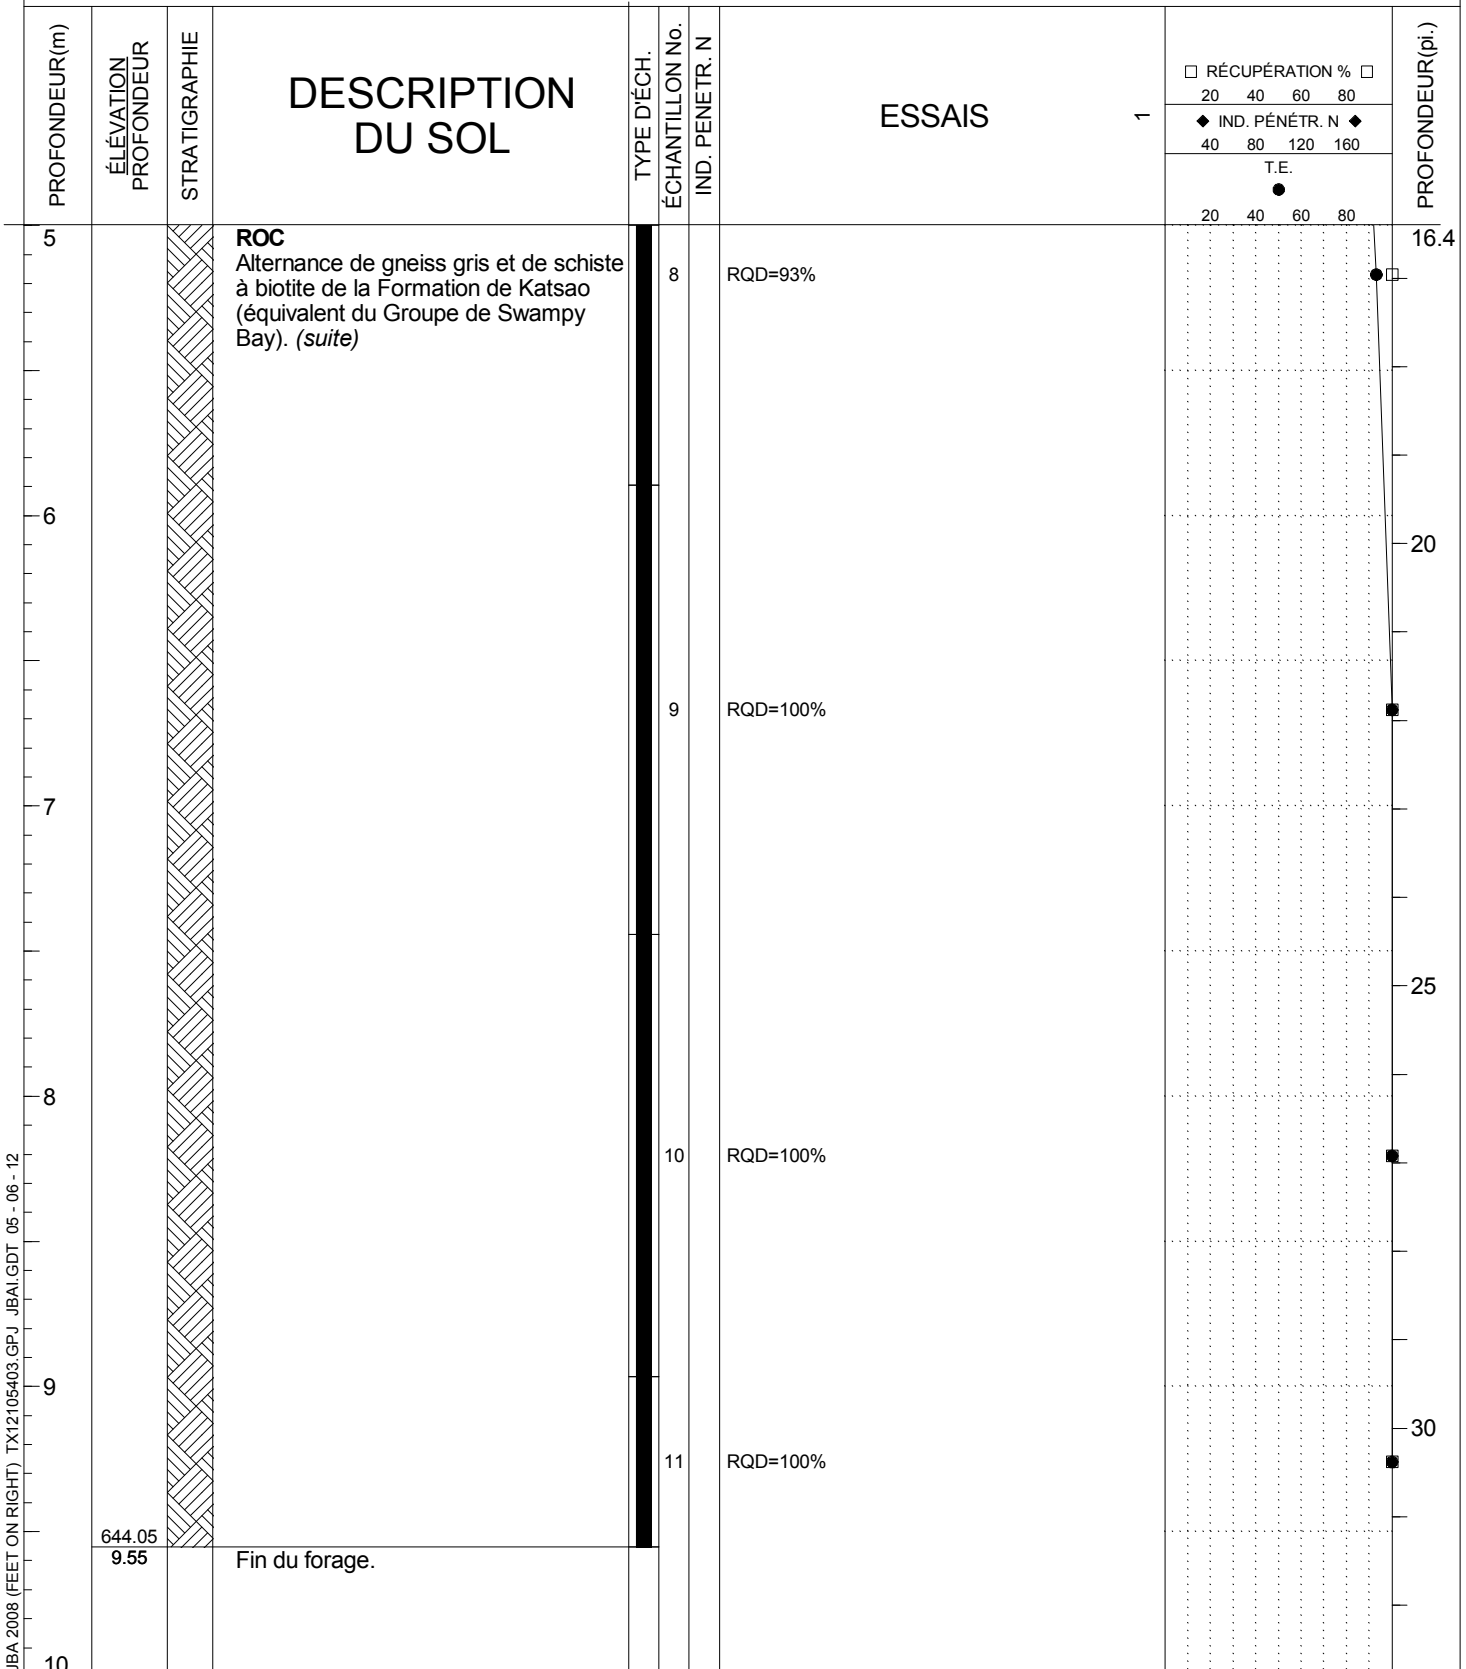 PROFONDEUR(m)
ÉLÉVATION
PROFONDEUR
STRATIGRAPHIE
DESCRIPTION
DU SOL
TYPE D'ÉCH.
ÉCHANTILLON No.
IND. PENETR. N
ESSAIS
1
□ RÉCUPÉRATION % □
20 40 60 80
◆ IND. PÉNÉTR. N ◆
40 80 120 160
T.E.
●
20 40 60 80
PROFONDEUR(pi.)
5
ROC
16.4
Alternance de gneiss gris et de schiste
à biotite de la Formation de Katsao
(équivalent du Groupe de Swampy
Bay). (suite)
8 RQD=93%
6
20
9 RQD=100%
7
25
8
10 RQD=100%
9
30
11 RQD=100%
644.05
9.55
Fin du forage.
10
JBA 2008 (FEET ON RIGHT) TX12105403.GPJ JBAI.GDT 05 - 06 - 12